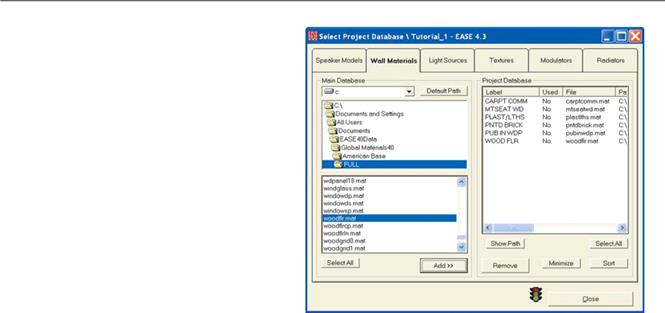 Select Project Database \ Tutorial_1 - EASE 4.3
Speaker Models Wall Materials Light Sources Textures Modulators Radiators
Main Database
c: Default Path
C:\
Documents and Settings
All Users
Documents
EASE40Data
Global Materials40
American Base
FULL
wdpanel18.mat
windglass.mat
windowdp.mat
windowds.mat
windowsp.mat
woodflr.mat
woodflrcp.mat
woodflrln.mat
woodgrid0.mat
woodgrid1.mat
Select All Add >>
Project Database
Label Used File Pa
CARPT COMM No carptcomm.mat C:\
MTSEAT WD No mtseatwd.mat C:\
PLAST/LTHS No plastlths.mat C:\
PNTD BRICK No pntdbrick.mat C:\
PUB IN WDP No pubinwdp.mat C:\
WOOD FLR No woodflr.mat C:\
Show Path Select All
Remove Minimize Sort
Close